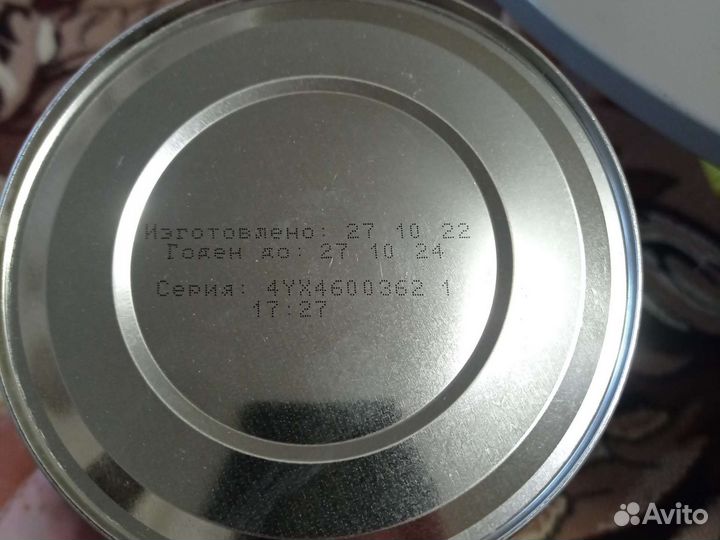 Изготовлено: 27 10 22
Годен до: 27 10 24
Серия: 4YX4600362 1
17:27
Avito